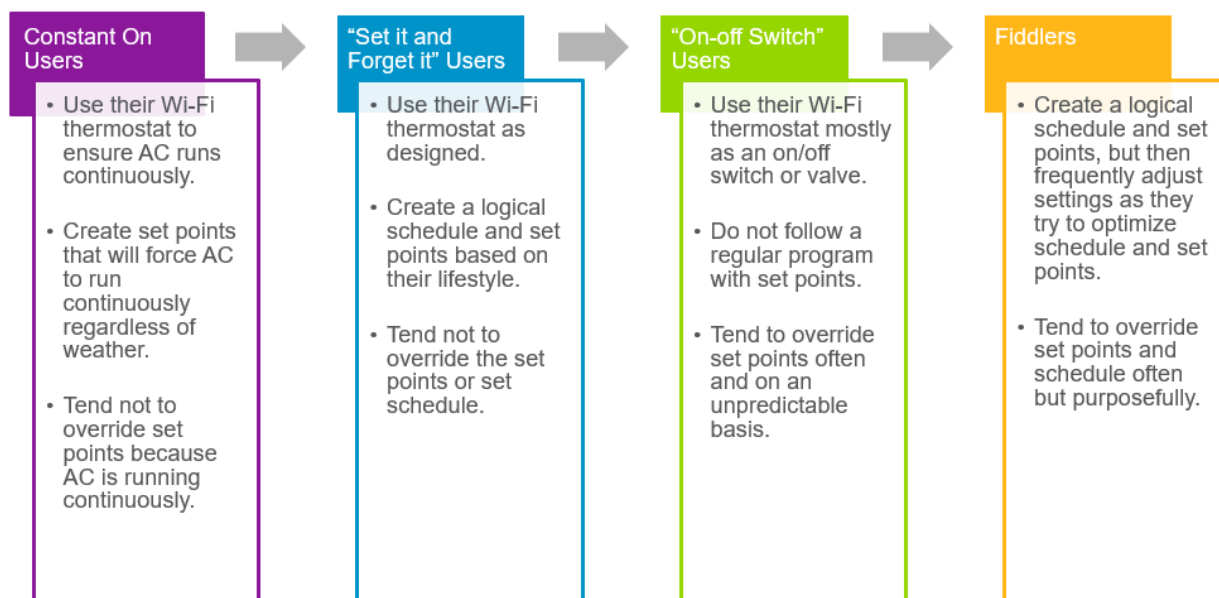 Constant On
Users
• Use their Wi-Fi
thermostat to
ensure AC runs
continuously.
• Create set points
that will force AC
to run
continuously
regardless of
weather.
• Tend not to
override set
points because
AC is running
continuously.
“Set it and
Forget it” Users
• Use their Wi-Fi
thermostat as
designed.
• Create a logical
schedule and set
points based on
their lifestyle.
• Tend not to
override the set
points or set
schedule.
“On-off Switch”
Users
• Use their Wi-Fi
thermostat mostly
as an on/off
switch or valve.
• Do not follow a
regular program
with set points.
• Tend to override
set points often
and on an
unpredictable
basis.
Fiddlers
• Create a logical
schedule and set
points, but then
frequently adjust
settings as they
try to optimize
schedule and set
points.
• Tend to override
set points and
schedule often
but purposefully.